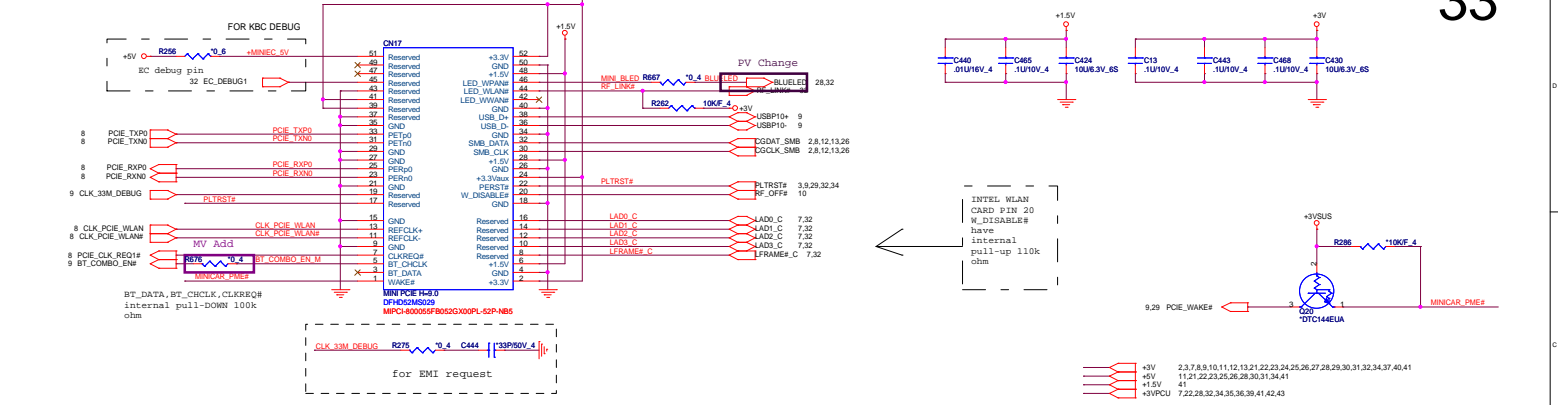 33
FOR KBC DEBUG
+5V R256 *0_6 +MINIEC_5V
EC debug pin
32 EC_DEBUG1
CN17
51 Reserved +3.3V 52
49 Reserved GND 50
47 Reserved +1.5V 48
45 Reserved LED_WPAN# 46
43 Reserved LED_WLAN# 44
41 Reserved LED_WWAN# 42
39 Reserved GND 40
37 Reserved USB_D+ 38
35 GND USB_D- 36
33 PETp0 GND 34
31 PETn0 SMB_DATA 32
29 GND SMB_CLK 30
27 GND +1.5V 28
25 PERp0 GND 26
23 PERn0 +3.3Vaux 24
21 GND PERST# 22
19 Reserved W_DISABLE# 20
17 Reserved GND 18
15 GND Reserved 16
13 REFCLK+ Reserved 14
11 REFCLK- Reserved 12
9 GND Reserved 10
7 CLKREQ# Reserved 8
5 BT_CHCLK +1.5V 6
3 BT_DATA GND 4
1 WAKE# +3.3V 2
MINI PCIE H=9.0
DFHD52MS029
MIPCI-800055FB052GX00PL-52P-NB5
8 PCIE_TXP0 PCIE_TXP0
8 PCIE_TXN0 PCIE_TXN0
8 PCIE_RXP0 PCIE_RXP0
8 PCIE_RXN0 PCIE_RXN0
9 CLK_33M_DEBUG
PLTRST#
8 CLK_PCIE_WLAN CLK_PCIE_WLAN
8 CLK_PCIE_WLAN# CLK_PCIE_WLAN#
MV Add
8 PCIE_CLK_REQ1#
9 BT_COMBO_EN# R676 *0_4 BT_COMBO_EN_M
MINICAR_PME#
BT_DATA,BT_CHCLK,CLKREQ#
internal pull-DOWN 100k
ohm
+1.5V
PV Change
MINI_BLED R667 *0_4 BLUELED BLUELED 28,32
RF_LINK# RF_LINK#
R262 10K/F_4 +3V
USBP10+ 9
USBP10- 9
CGDAT_SMB 2,8,12,13,26
CGCLK_SMB 2,8,12,13,26
PLTRST# PLTRST# 3,9,29,32,34
RF_OFF# 10
LAD0_C LAD0_C 7,32
LAD1_C LAD1_C 7,32
LAD2_C LAD2_C 7,32
LAD3_C LAD3_C 7,32
LFRAME#_C LFRAME#_C 7,32
CLK_33M_DEBUG R275 *0_4 C444 *33P/50V_4
for EMI request
+1.5V
C440 .01U/16V_4
C465 .1U/10V_4
C424 10U/6.3V_6S
+3V
C13 .1U/10V_4
C443 .1U/10V_4
C468 .1U/10V_4
C430 10U/6.3V_6S
INTEL WLAN
CARD PIN 20
W_DISABLE#
have
internal
pull-up 110k
ohm
+3VSUS
R286 *10K/F_4
2
3
1
9,29 PCIE_WAKE#
Q20
*DTC144EUA
MINICAR_PME#
+3V 2,3,7,8,9,10,11,12,13,21,22,23,24,25,26,27,28,29,30,31,32,34,37,40,41
+5V 11,21,22,23,25,26,28,30,31,34,41
+1.5V 41
+3VPCU 7,22,28,32,34,35,36,39,41,42,43
D
C